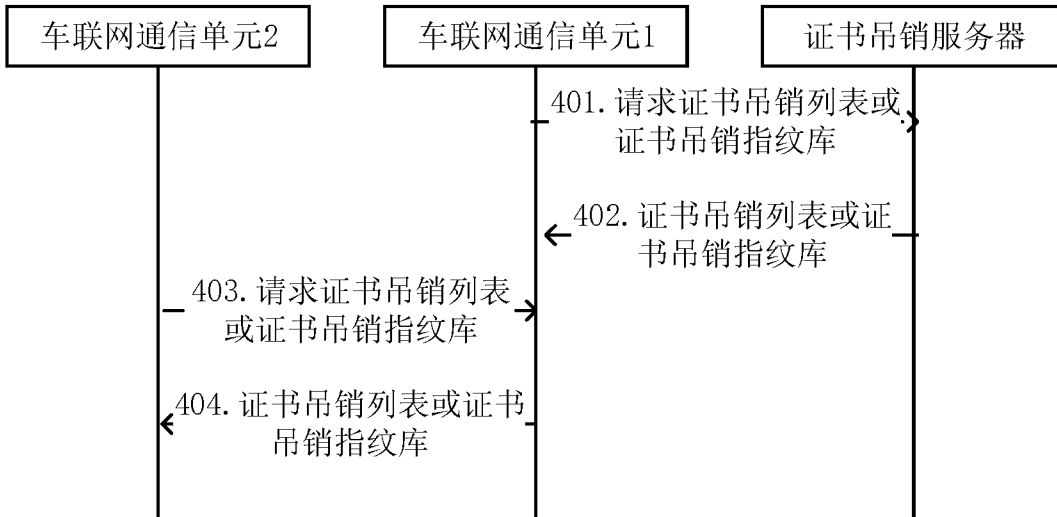 车联网通信单元2
车联网通信单元1
证书吊销服务器
401.请求证书吊销列表或
证书吊销指纹库
402.证书吊销列表或证
书吊销指纹库
403.请求证书吊销列表
或证书吊销指纹库
404.证书吊销列表或证书
吊销指纹库